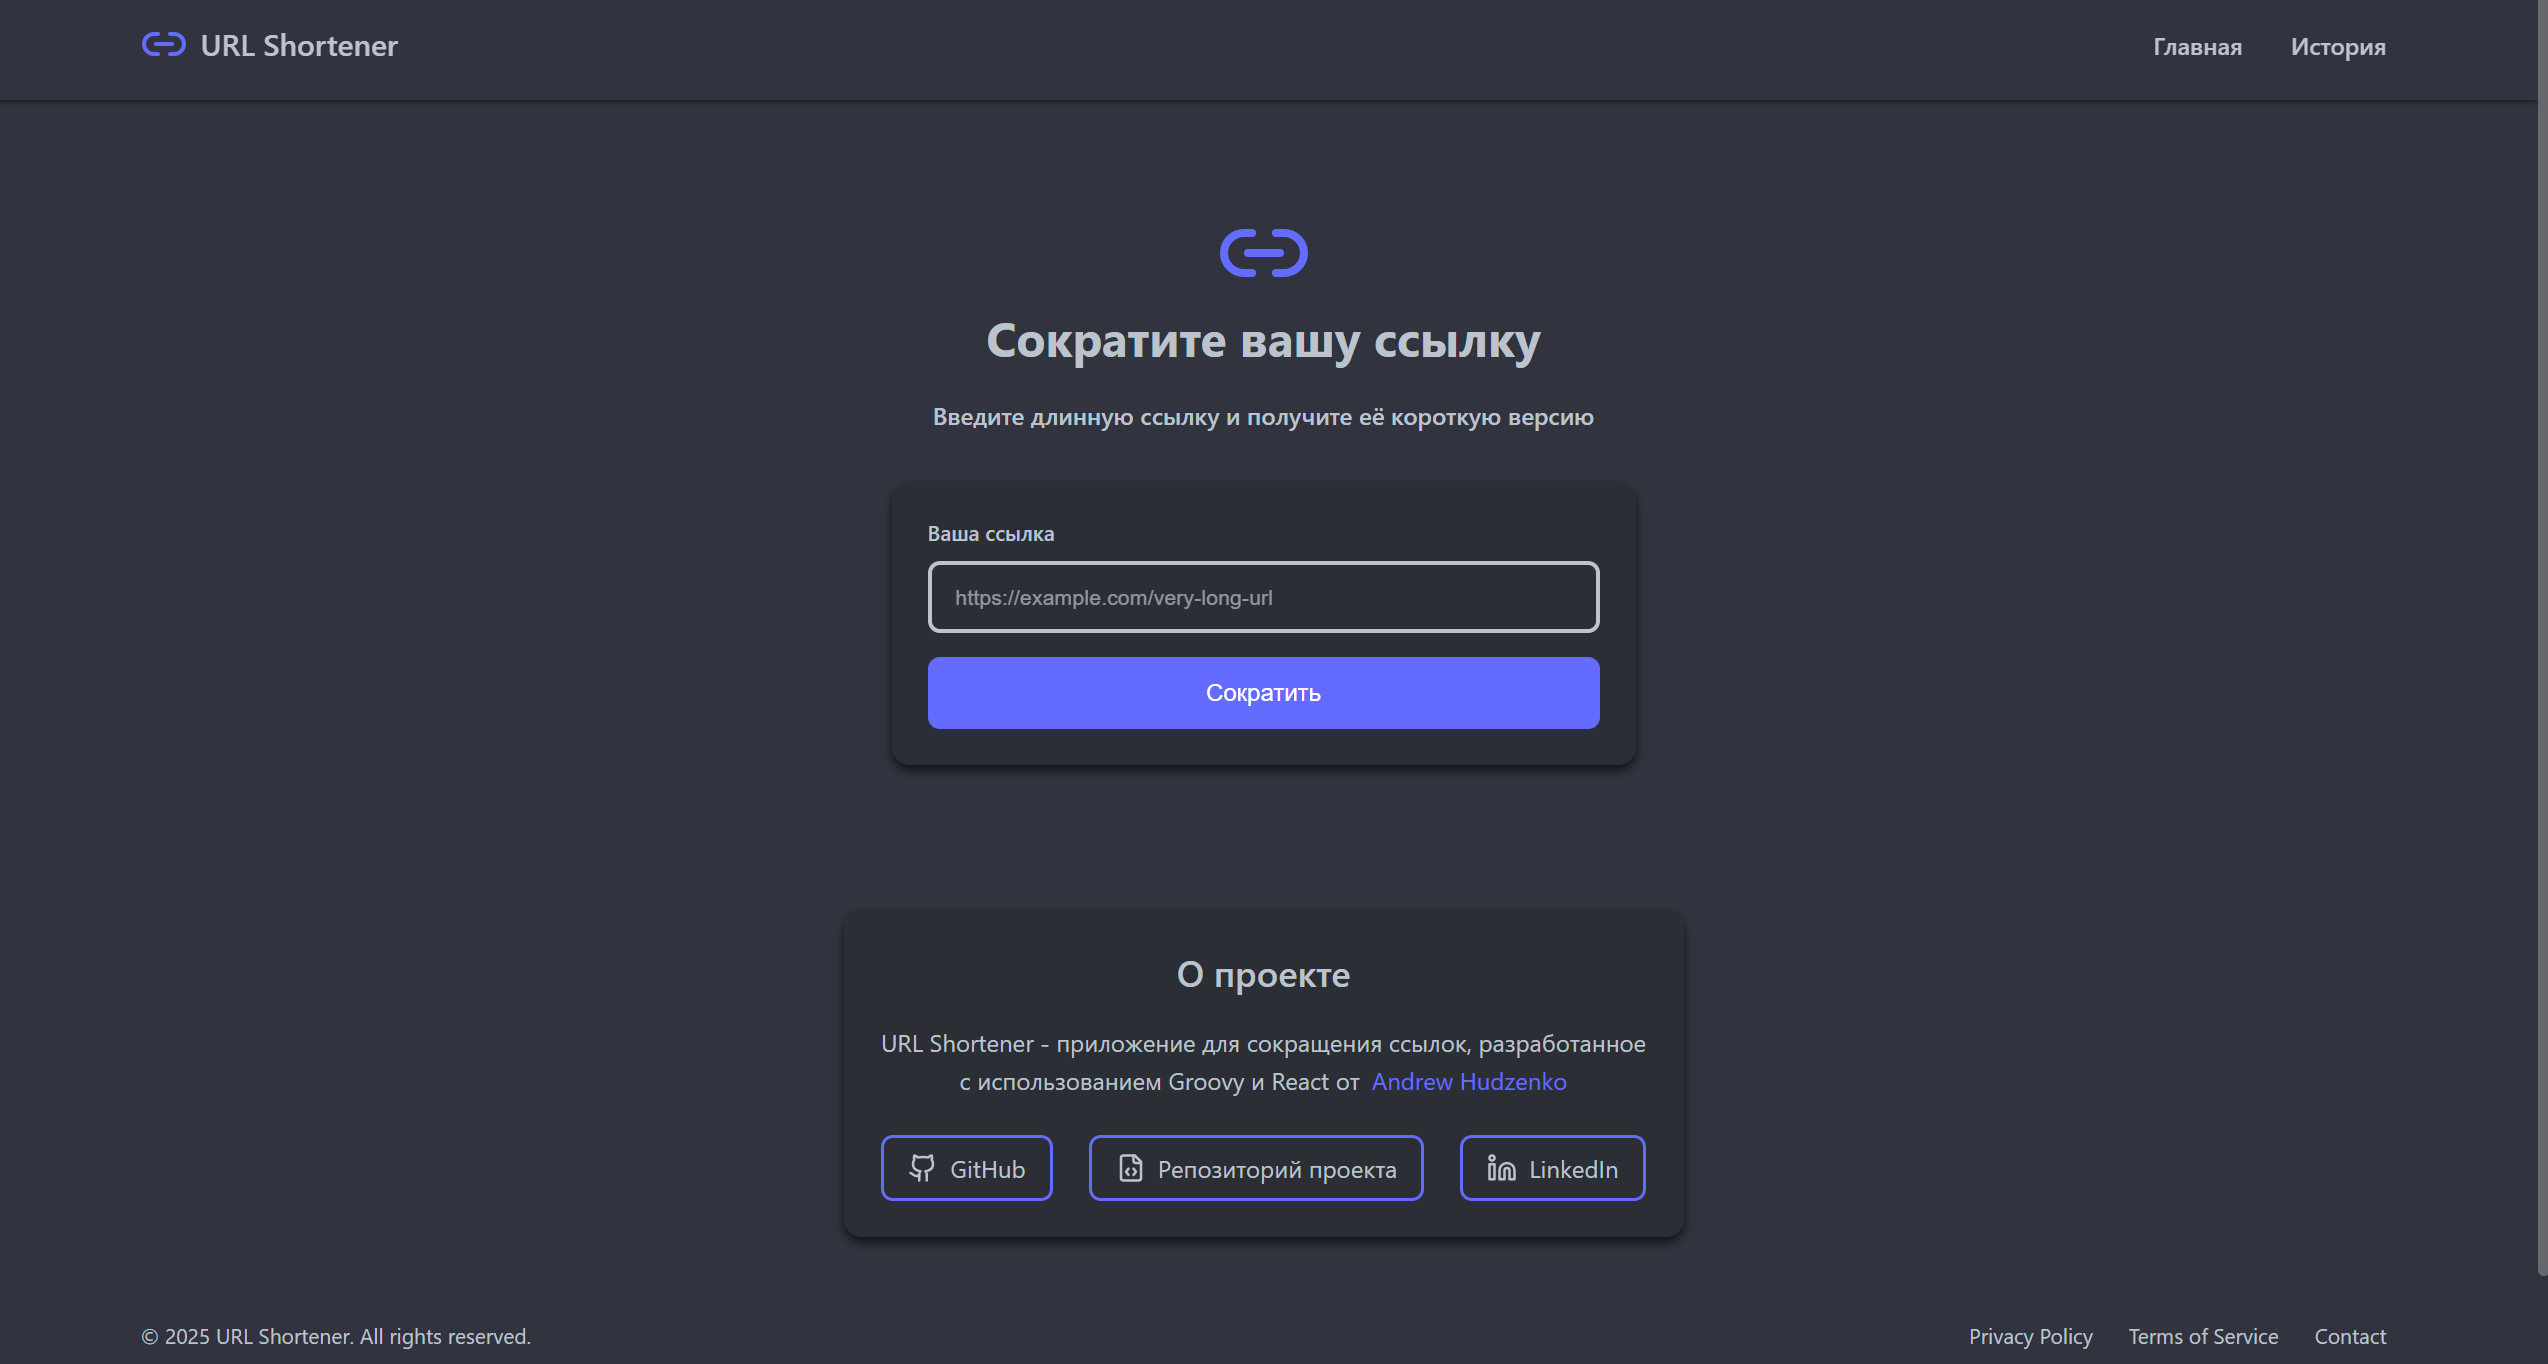 URL Shortener
Главная
История
Сократите вашу ссылку
Введите длинную ссылку и получите её короткую версию
Ваша ссылка
https://example.com/very-long-url
Сократить
О проекте
URL Shortener - приложение для сокращения ссылок, разработанное
с использованием Groovy и React от Andrew Hudzenko
GitHub
Репозиторий проекта
LinkedIn
© 2025 URL Shortener. All rights reserved.
Privacy Policy
Terms of Service
Contact